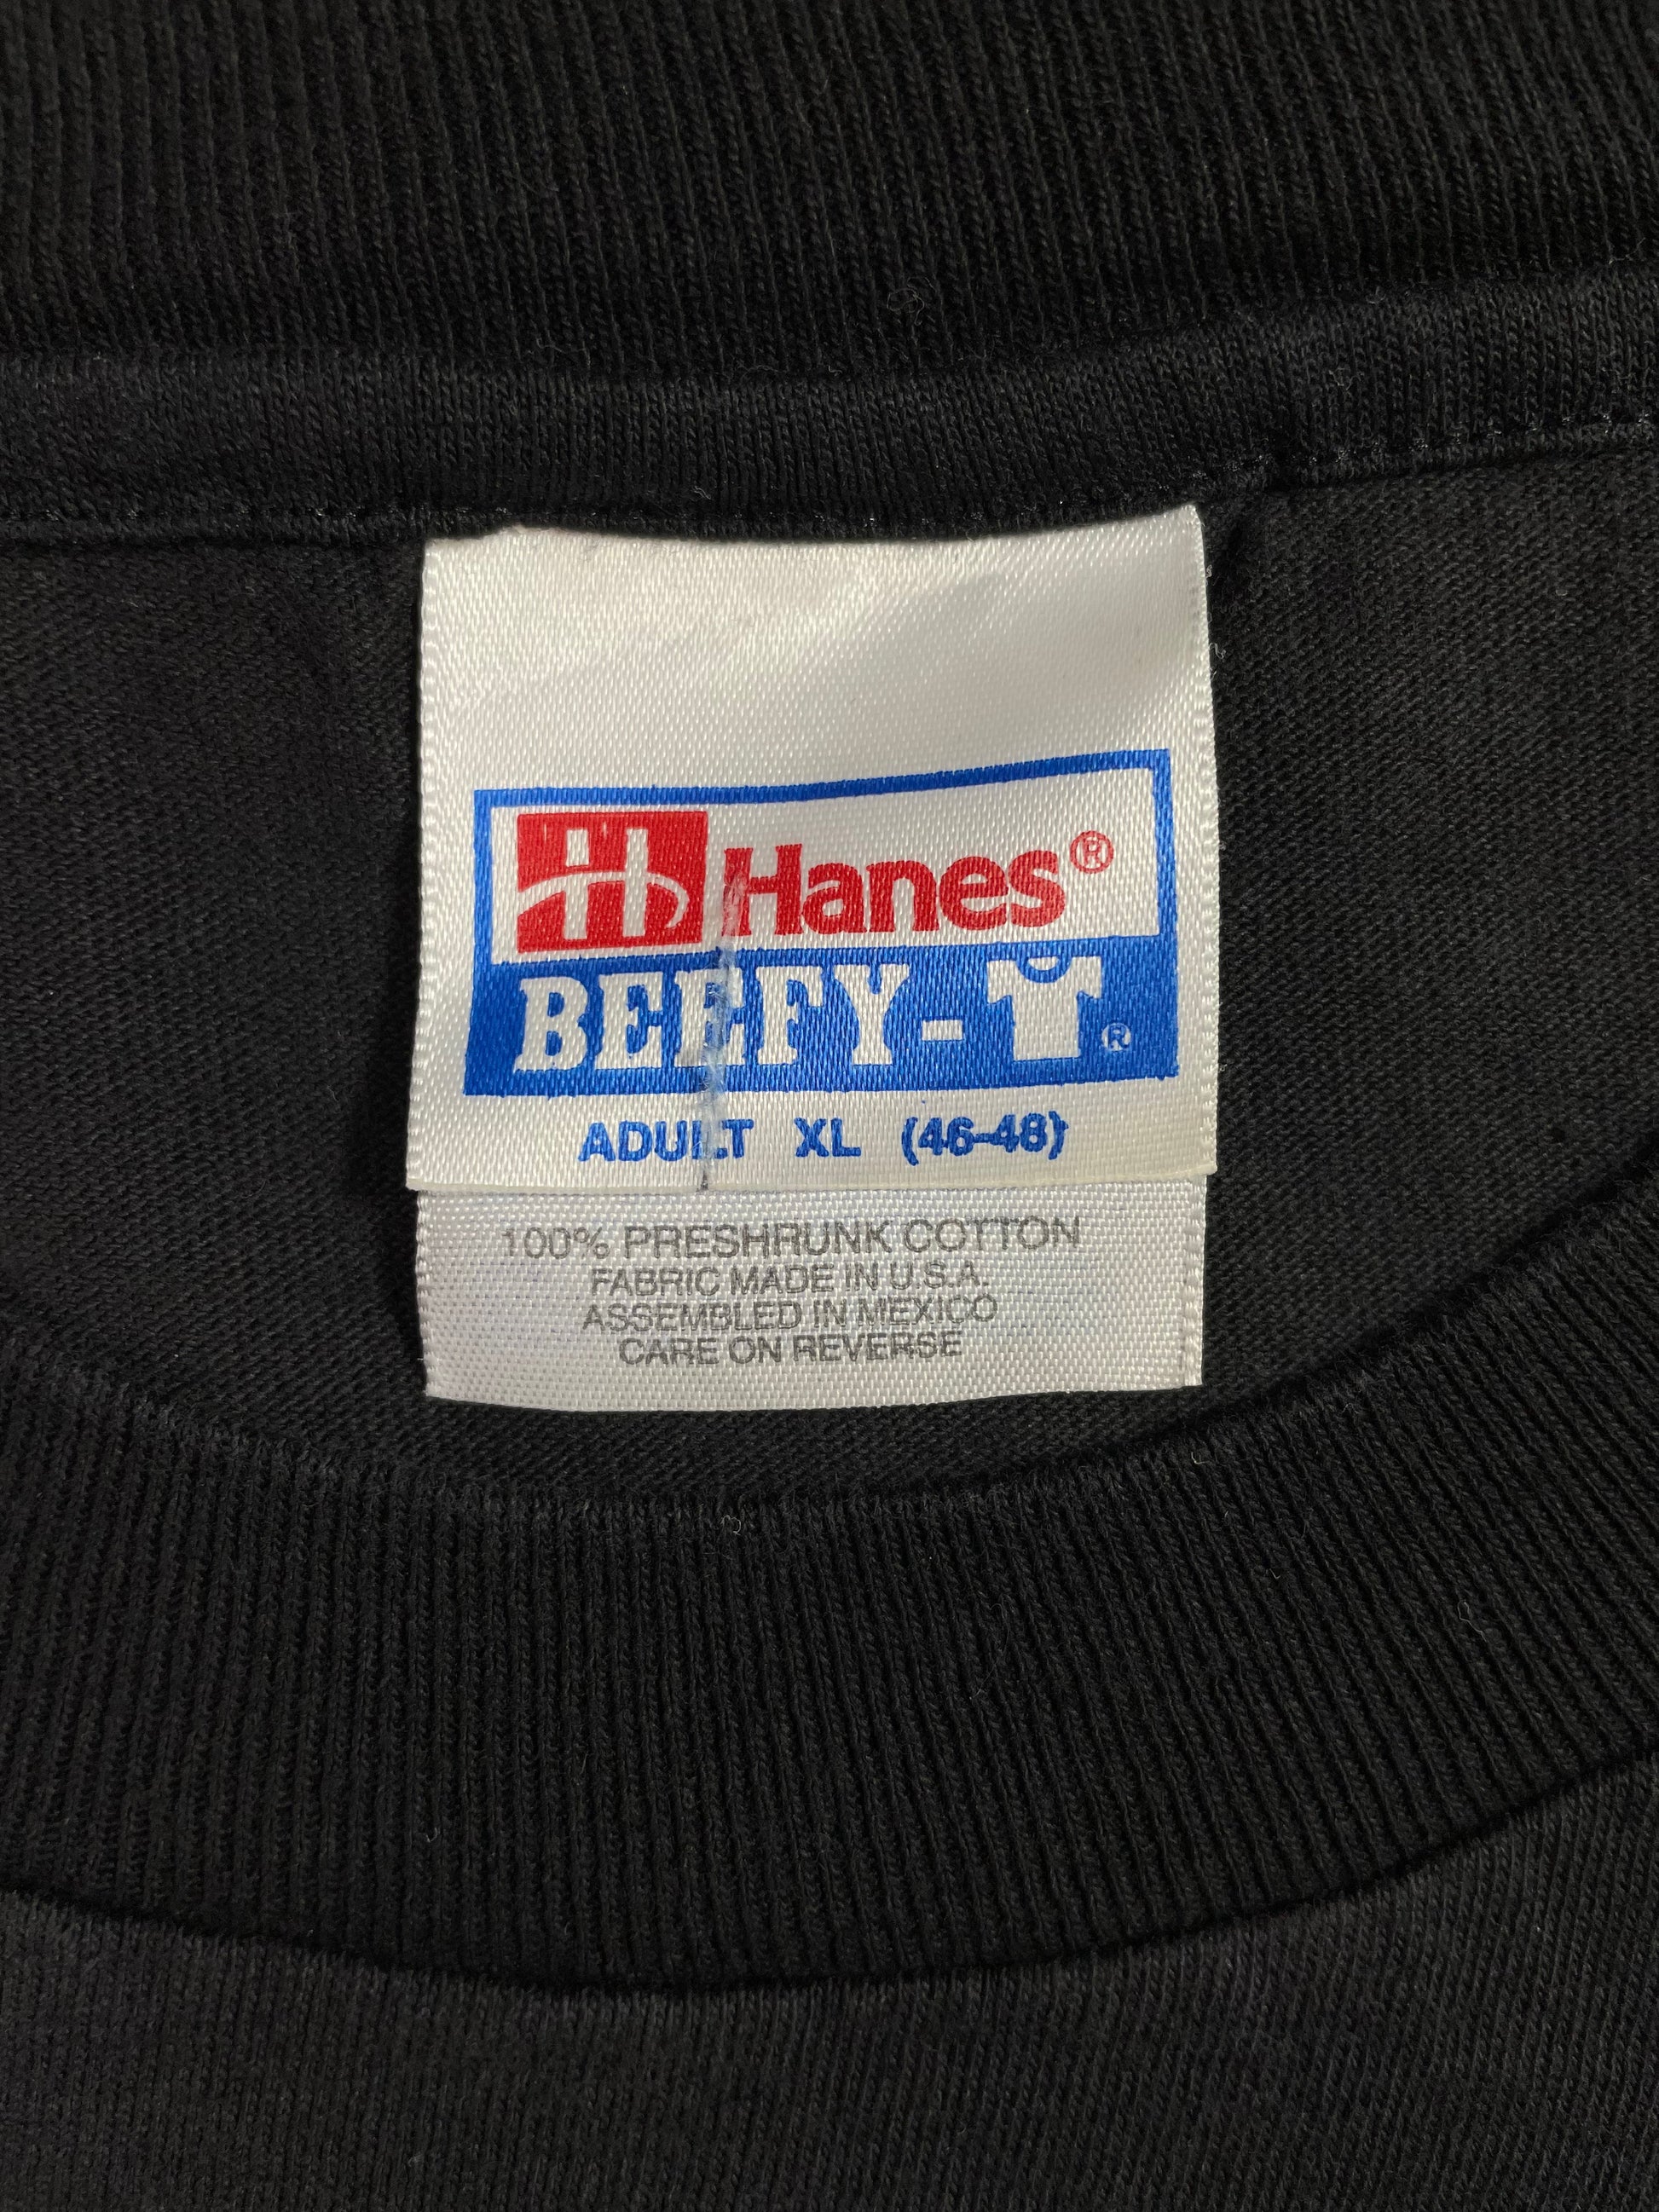 H Hanes®
BEEFY-T®
ADULT XL (46-48)
100% PRESHRUNK COTTON
FABRIC MADE IN U.S.A.
ASSEMBLED IN MEXICO
CARE ON REVERSE